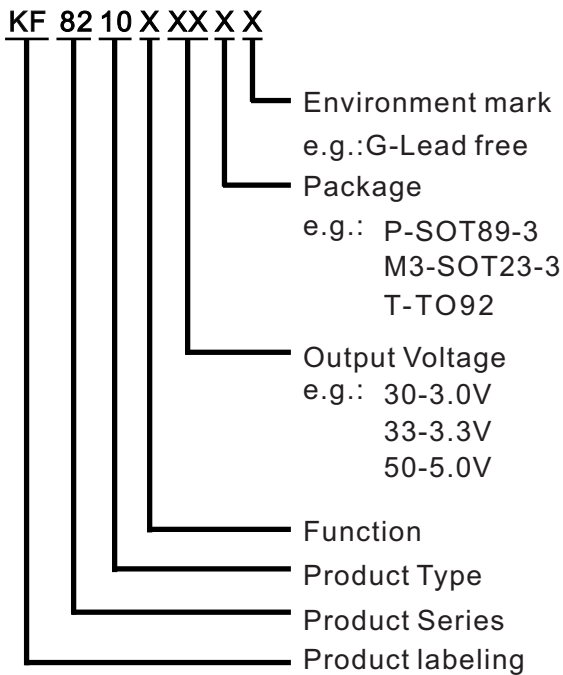 KF 82 10 X XX X X
Environment mark
e.g.:G-Lead free
Package
e.g.: P-SOT89-3
M3-SOT23-3
T-TO92
Output Voltage
e.g.: 30-3.0V
33-3.3V
50-5.0V
Function
Product Type
Product Series
Product labeling